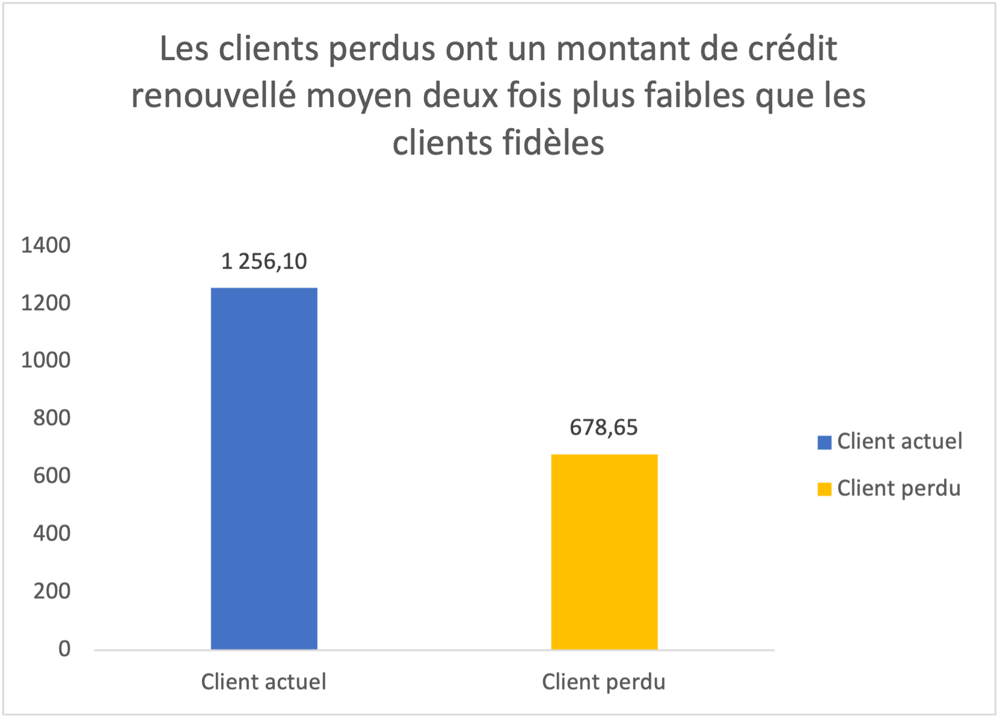 Les clients perdus ont un montant de crédit
renouvellé moyen deux fois plus faibles que les
clients fidèles
1400
1200
1000
800
600
400
200
0
1 256,10
678,65
Client actuel
Client perdu
Client actuel
Client perdu